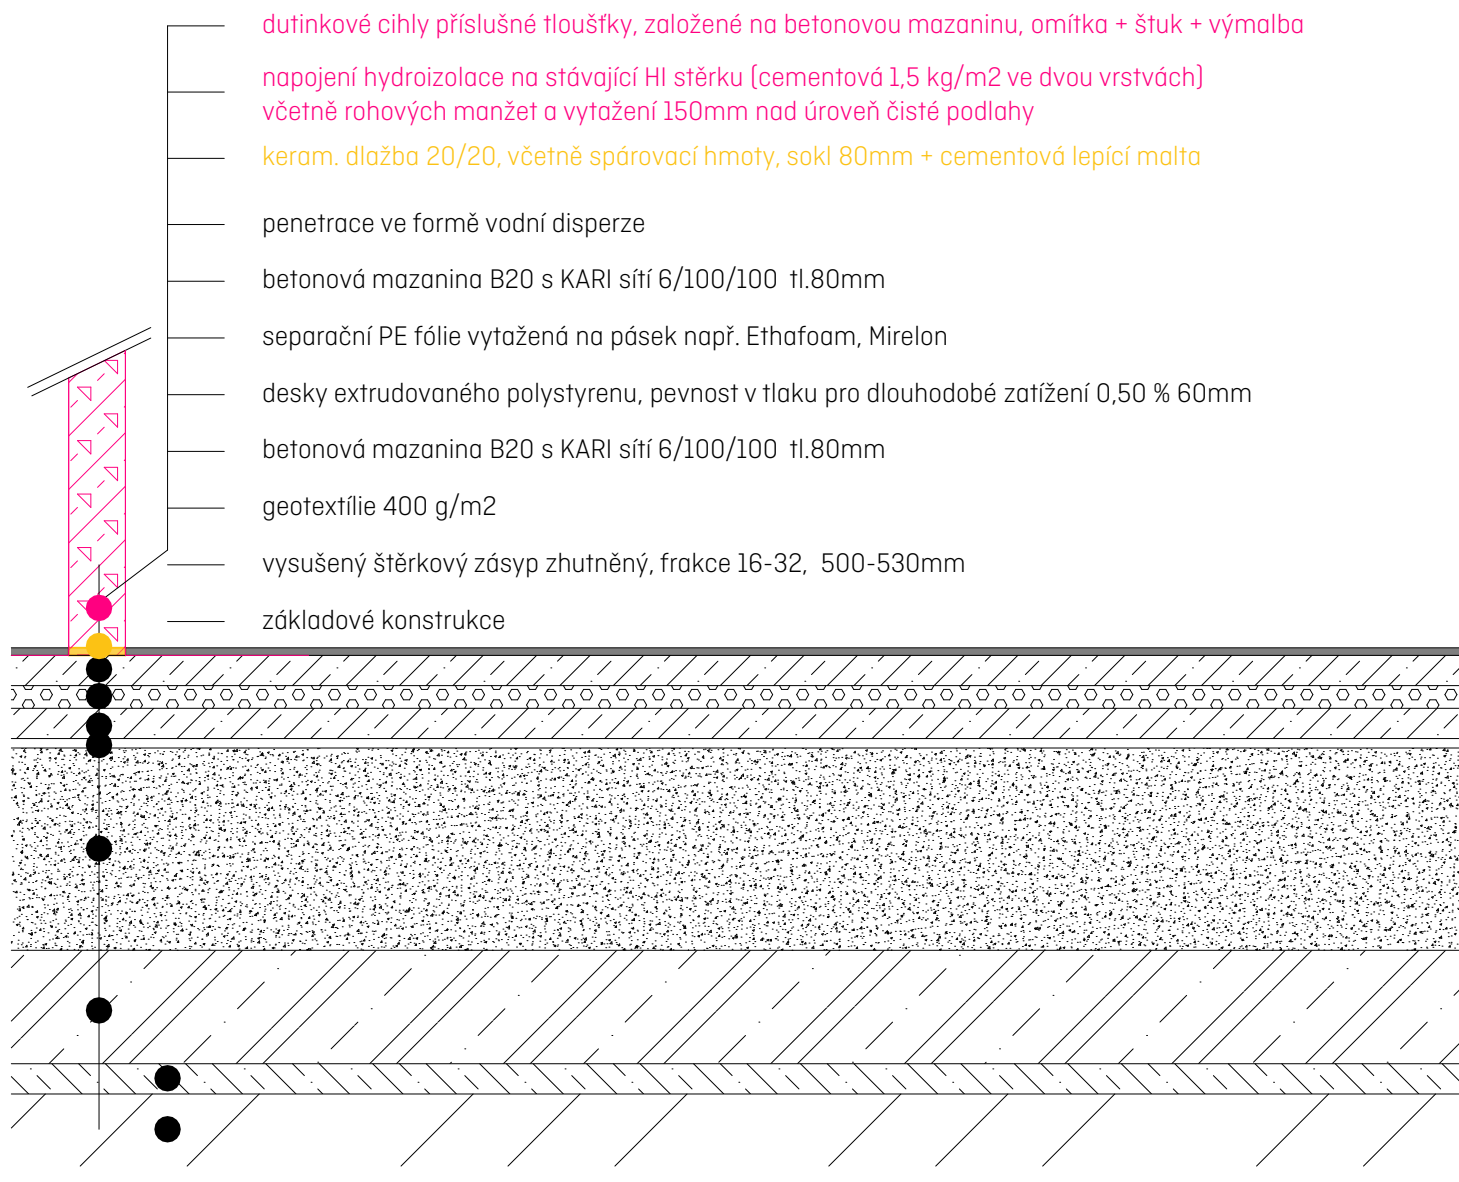 dutinkové cihly příslušné tloušťky, založené na betonovou mazaninu, omítka + štuk + výmalba
napojení hydroizolace na stávající HI stěrku (cementová 1,5 kg/m2 ve dvou vrstvách)
včetně rohových manžet a vytažení 150mm nad úroveň čisté podlahy
keram. dlažba 20/20, včetně spárovací hmoty, sokl 80mm + cementová lepící malta
penetrace ve formě vodní disperze
betonová mazanina B20 s KARI sítí 6/100/100 tl.80mm
separační PE fólie vytažená na pásek např. Ethafoam, Mirelon
desky extrudovaného polystyrenu, pevnost v tlaku pro dlouhodobé zatížení 0,50 % 60mm
betonová mazanina B20 s KARI sítí 6/100/100 tl.80mm
geotextílie 400 g/m2
vysušený štěrkový zásyp zhutněný, frakce 16-32, 500-530mm
základové konstrukce